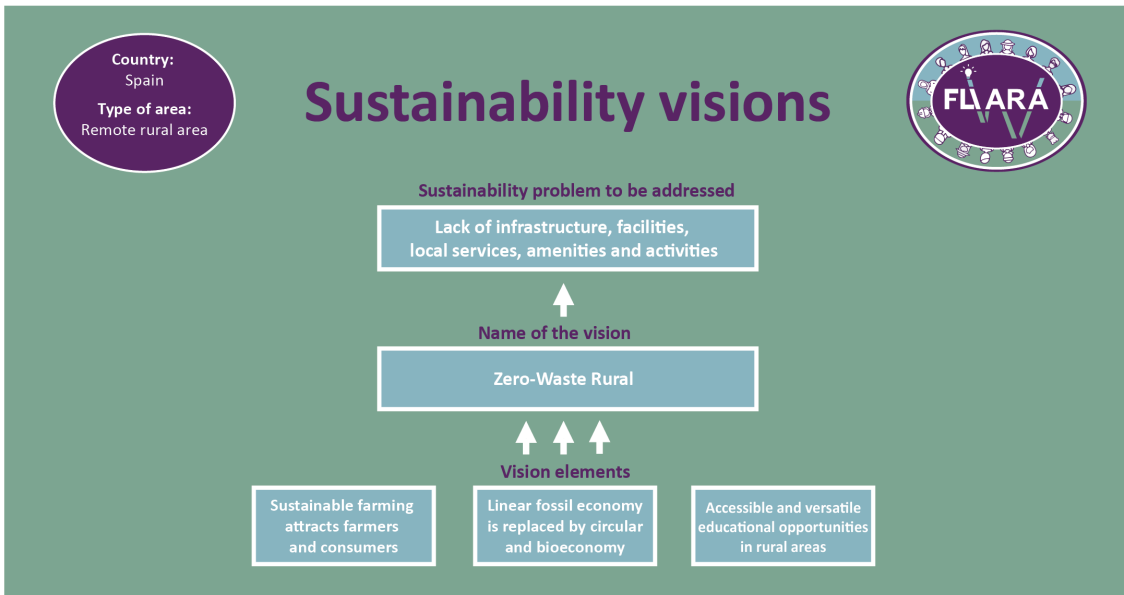 Country:
Spain
Type of area:
Remote rural area
Sustainability visions
FLIARA
Sustainability problem to be addressed
Lack of infrastructure, facilities,
local services, amenities and activities
Name of the vision
Zero-Waste Rural
Vision elements
Sustainable farming
attracts farmers
and consumers
Linear fossil economy
is replaced by circular
and bioeconomy
Accessible and versatile
educational opportunities
in rural areas